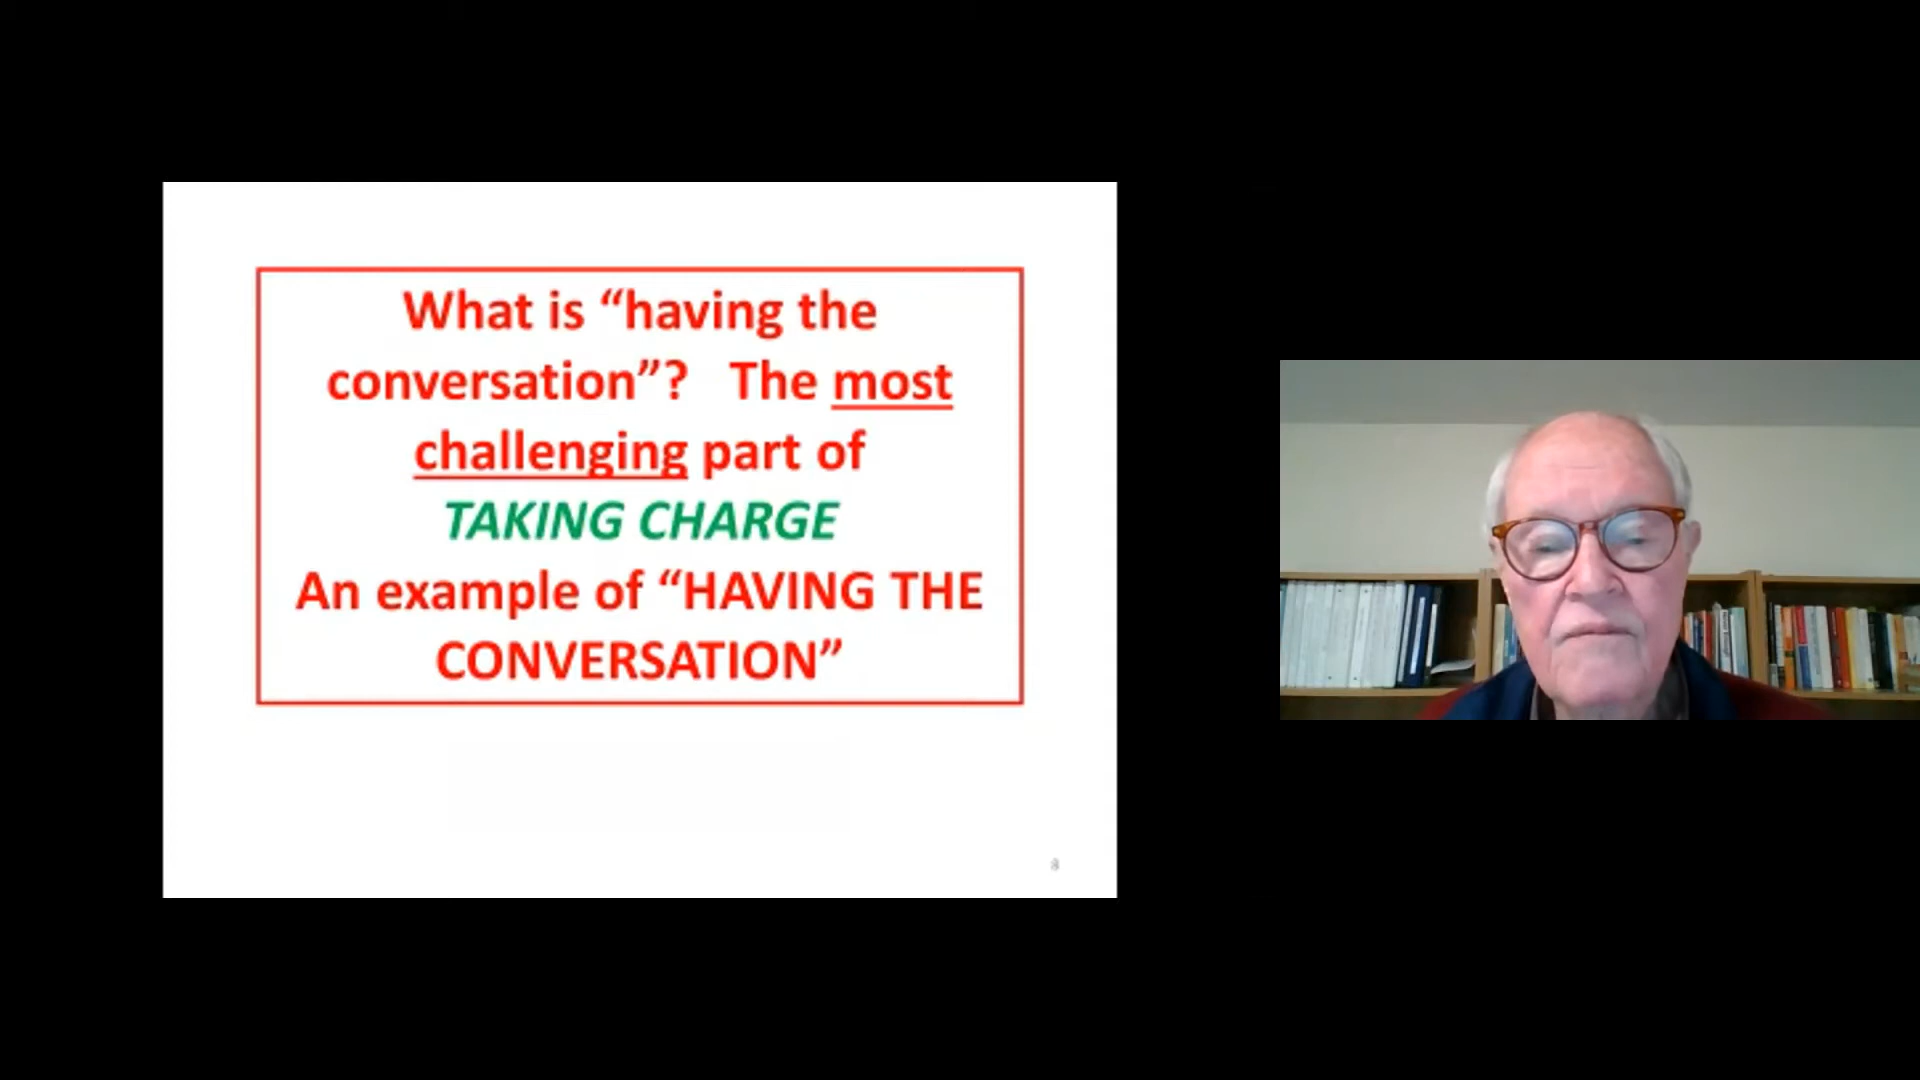 What is “having the
conversation”? The most
challenging part of
TAKING CHARGE
An example of “HAVING THE
CONVERSATION”